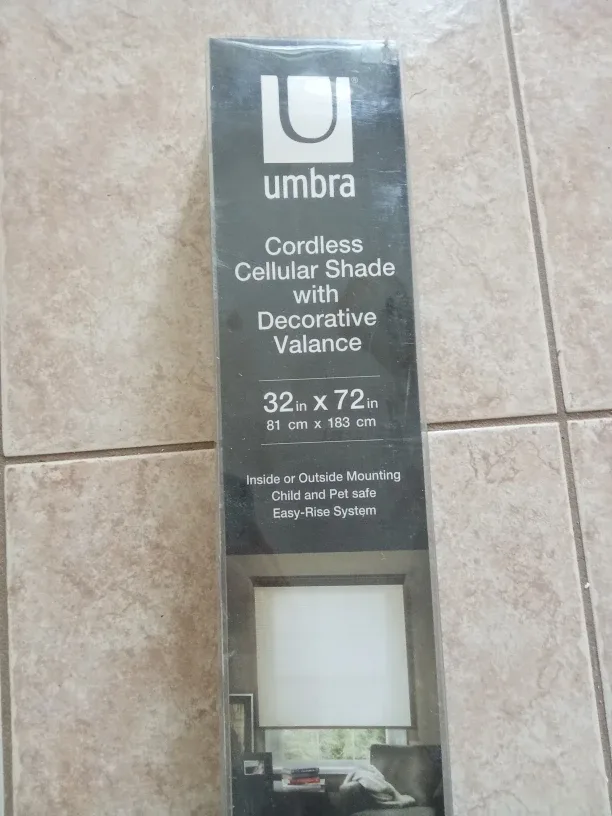 U
umbra
Cordless
Cellular Shade
with
Decorative
Valance
32in x 72in
81 cm x 183 cm
Inside or Outside Mounting
Child and Pet safe
Easy-Rise System